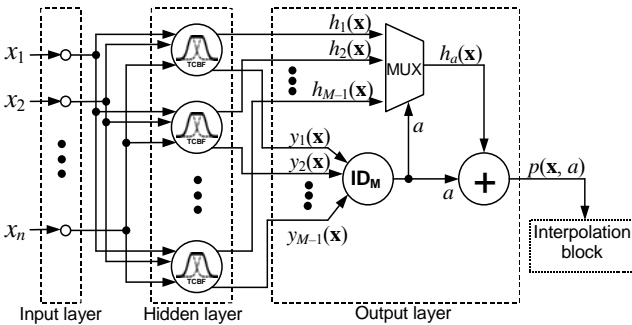 x1
x2
xn
TCBF
TCBF
TCBF
h1(x)
h2(x)
hM–1(x)
MUX
ha(x)
a
y1(x)
y2(x)
yM–1(x)
IDM
a
+
p(x, a)
Interpolation
block
Input layer
Hidden layer
Output layer